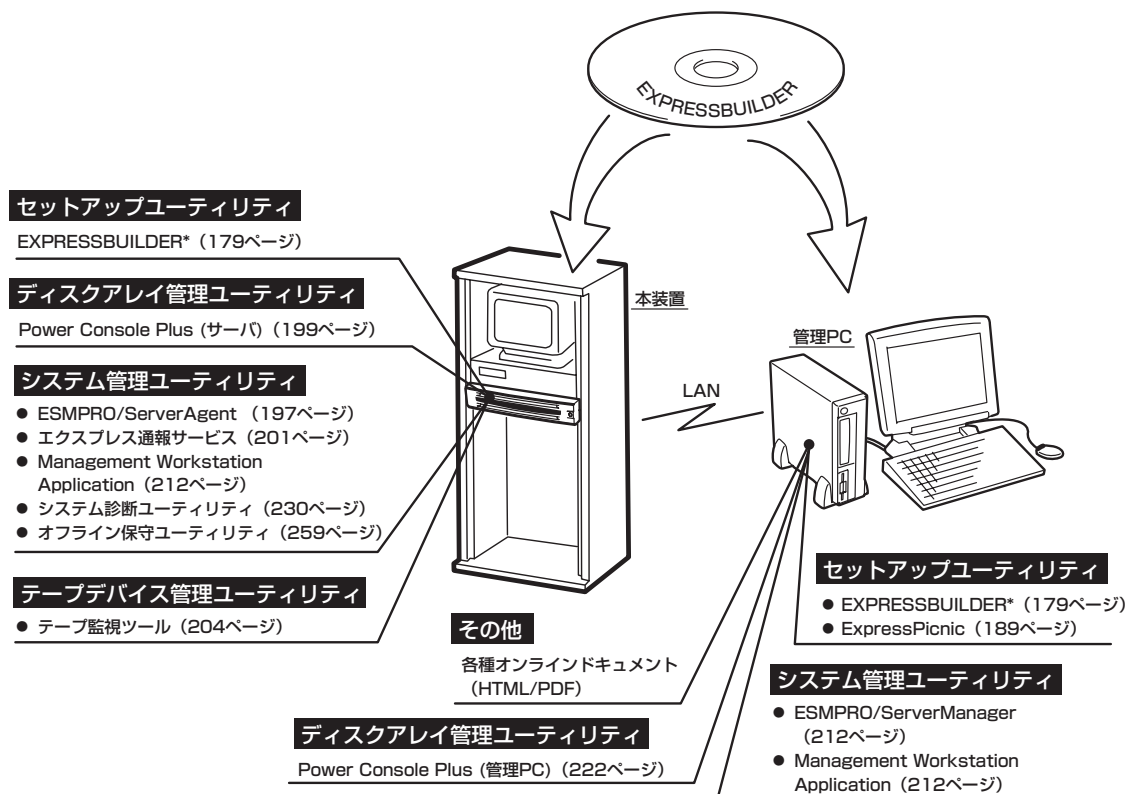 EXPRESSBUILDER
セットアップユーティリティ
EXPRESSBUILDER*（179ページ）
ディスクアレイ管理ユーティリティ
Power Console Plus (サーバ)（199ページ）
システム管理ユーティリティ
● ESMPRO/ServerAgent （197ページ）
● エクスプレス通報サービス（201ページ）
● Management Workstation
Application（212ページ）
● システム診断ユーティリティ（230ページ）
● オフライン保守ユーティリティ（259ページ）
テープデバイス管理ユーティリティ
● テープ監視ツール（204ページ）
本装置
LAN
管理PC
その他
各種オンラインドキュメント
（HTML/PDF）
ディスクアレイ管理ユーティリティ
Power Console Plus (管理PC)（222ページ）
セットアップユーティリティ
● EXPRESSBUILDER*（179ページ）
● ExpressPicnic（189ページ）
システム管理ユーティリティ
● ESMPRO/ServerManager
（212ページ）
● Management Workstation
Application（212ページ）